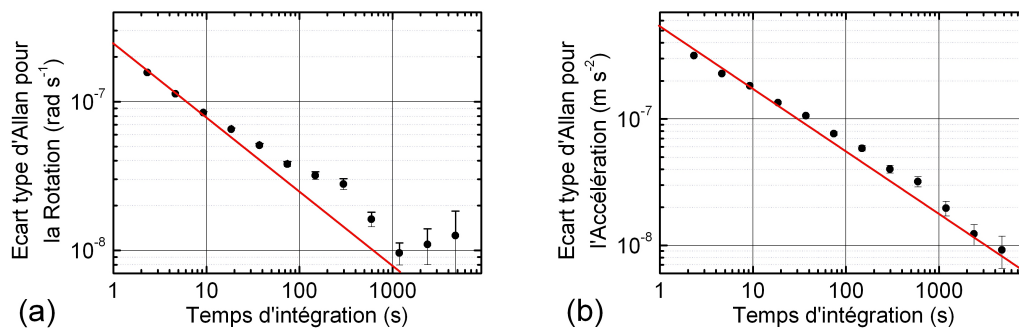 Ecart type d'Allan pour
la Rotation (rad s⁻¹)
10⁻⁷
10⁻⁸
1 10 100 1000
Temps d'intégration (s)
(a)
Ecart type d'Allan pour
l'Accélération (m s⁻²)
10⁻⁷
10⁻⁸
1 10 100 1000
Temps d'intégration (s)
(b)